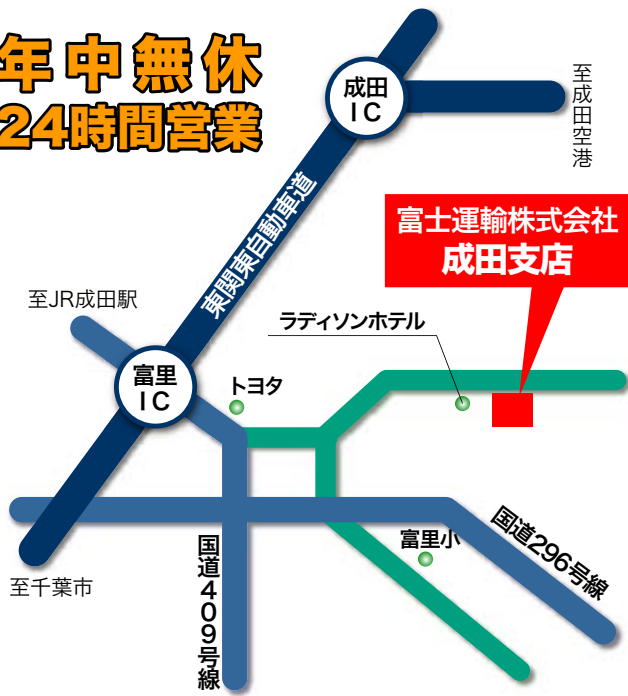 年中無休
24時間営業
成田
IC
至成田空港
東関東自動車道
富士運輸株式会社
成田支店
至JR成田駅
ラディソンホテル
富里
IC
トヨタ
富里小
国道296号線
国道409号線
至千葉市